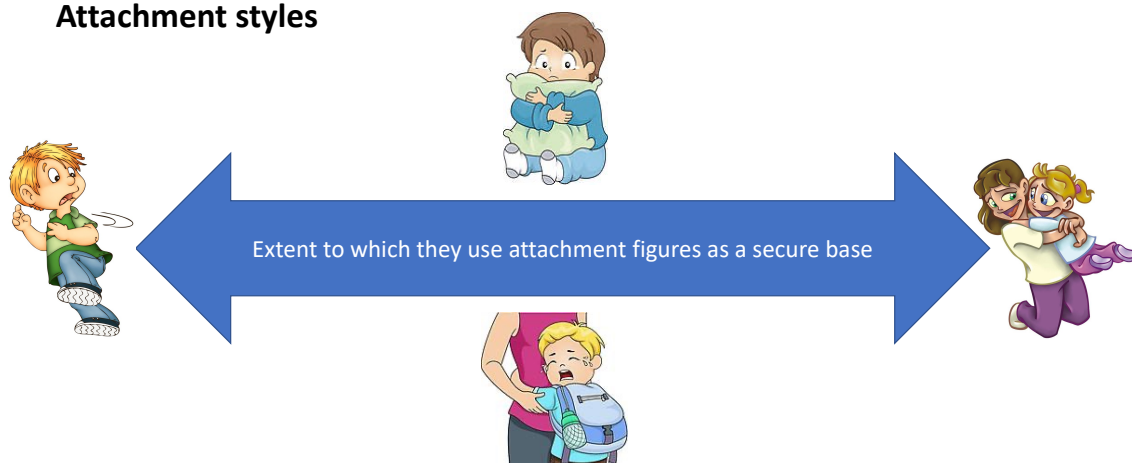 Attachment styles
Extent to which they use attachment figures as a secure base